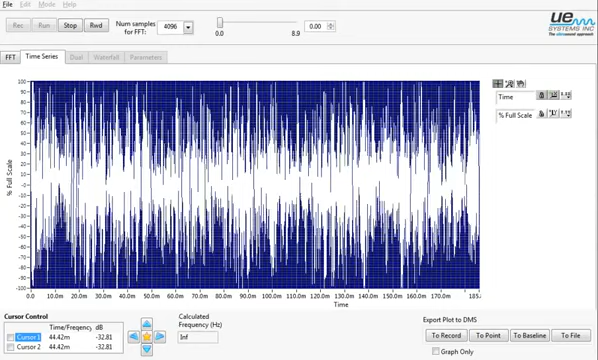 File Edit Mode Help
Rec Run Stop Rwd
Num samples for FFT: 4096
0.0 8.9
0.00
UE SYSTEMS INC
The ultrasound approach
FFT Time Series Dual Waterfall Parameters
100
90
80
70
60
50
40
30
20
10
0
-10
-20
-30
-40
-50
-60
-70
-80
-90
-100
% Full Scale
0.0 10.0m 20.0m 30.0m 40.0m 50.0m 60.0m 70.0m 80.0m 90.0m 100.0m 110.0m 120.0m 130.0m 140.0m 150.0m 160.0m 170.0m 185.
Time
Time
% Full Scale
Cursor Control
Time/Frequency dB
Cursor 1 44.42m -32.81
Cursor 2 44.42m -32.81
Calculated
Frequency (Hz)
Inf
Export Plot to DMS
To Record To Point To Baseline To File
Graph Only